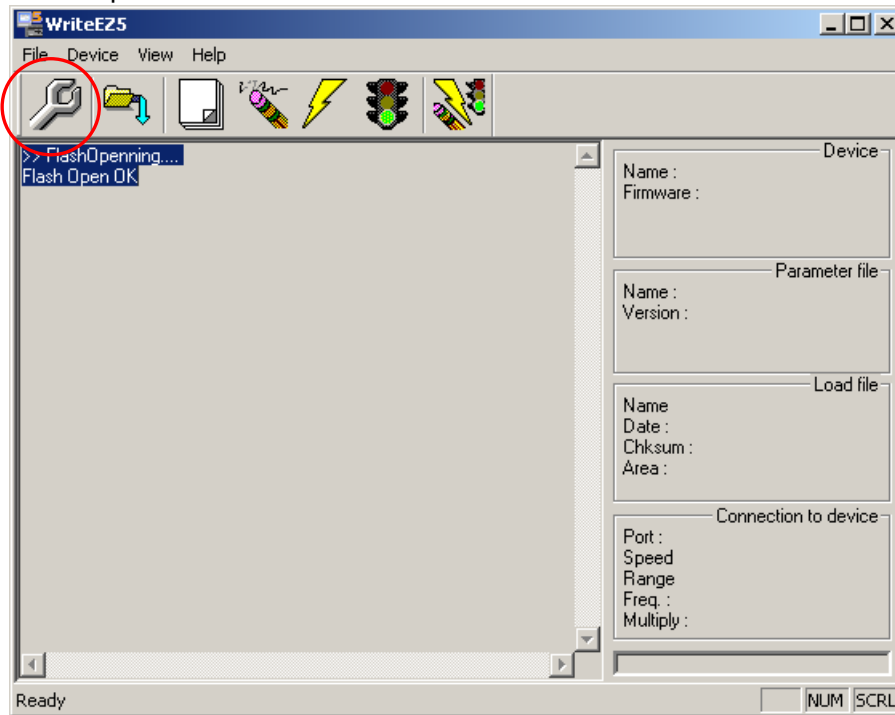 WriteEZ5
File Device View Help
>> FlashOpenning....
Flash Open OK
Device
Name :
Firmware :
Parameter file
Name :
Version :
Load file
Name
Date :
Chksum :
Area :
Connection to device
Port :
Speed
Range
Freq. :
Multiply :
Ready
NUM SCRL